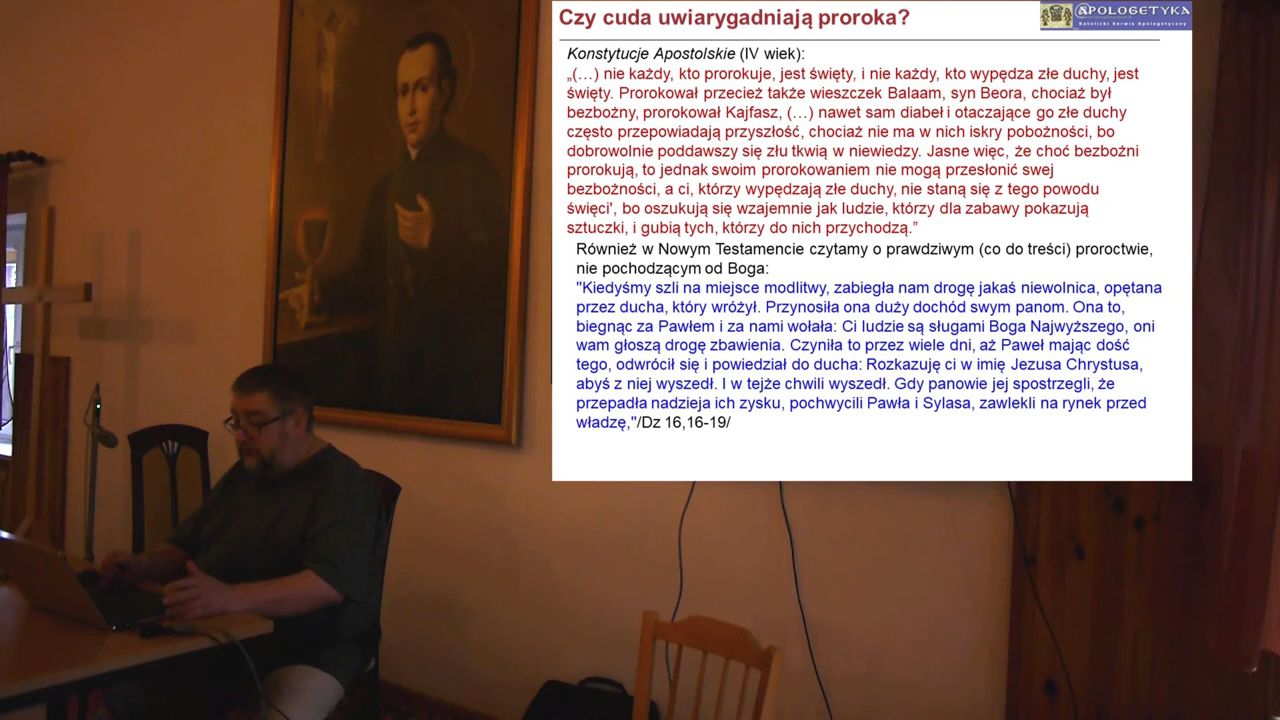 Czy cuda uwiarygadniają proroka?
@POLOGETYKA
Katolicki Serwis Apologetyczny
Konstytucje Apostolskie (IV wiek):
„(…) nie każdy, kto prorokuje, jest święty, i nie każdy, kto wypędza złe duchy, jest
święty. Prorokował przecież także wieszczek Balaam, syn Beora, chociaż był
bezbożny, prorokował Kajfasz, (…) nawet sam diabeł i otaczające go złe duchy
często przepowiadają przyszłość, chociaż nie ma w nich iskry pobożności, bo
dobrowolnie poddawszy się złu tkwią w niewiedzy. Jasne więc, że choć bezbożni
prorokują, to jednak swoim prorokowaniem nie mogą przesłonić swej
bezbożności, a ci, którzy wypędzają złe duchy, nie staną się z tego powodu
święci', bo oszukują się wzajemnie jak ludzie, którzy dla zabawy pokazują
sztuczki, i gubią tych, którzy do nich przychodzą.”
Również w Nowym Testamencie czytamy o prawdziwym (co do treści) proroctwie,
nie pochodzącym od Boga:
"Kiedyśmy szli na miejsce modlitwy, zabiegła nam drogę jakaś niewolnica, opętana
przez ducha, który wróżył. Przynosiła ona duży dochód swym panom. Ona to,
biegnąc za Pawłem i za nami wołała: Ci ludzie są sługami Boga Najwyższego, oni
wam głoszą drogę zbawienia. Czyniła to przez wiele dni, aż Paweł mając dość
tego, odwrócił się i powiedział do ducha: Rozkazuję ci w imię Jezusa Chrystusa,
abyś z niej wyszedł. I w tejże chwili wyszedł. Gdy panowie jej spostrzegli, że
przepadła nadzieja ich zysku, pochwycili Pawła i Sylasa, zawlekli na rynek przed
władzę,"/Dz 16,16-19/